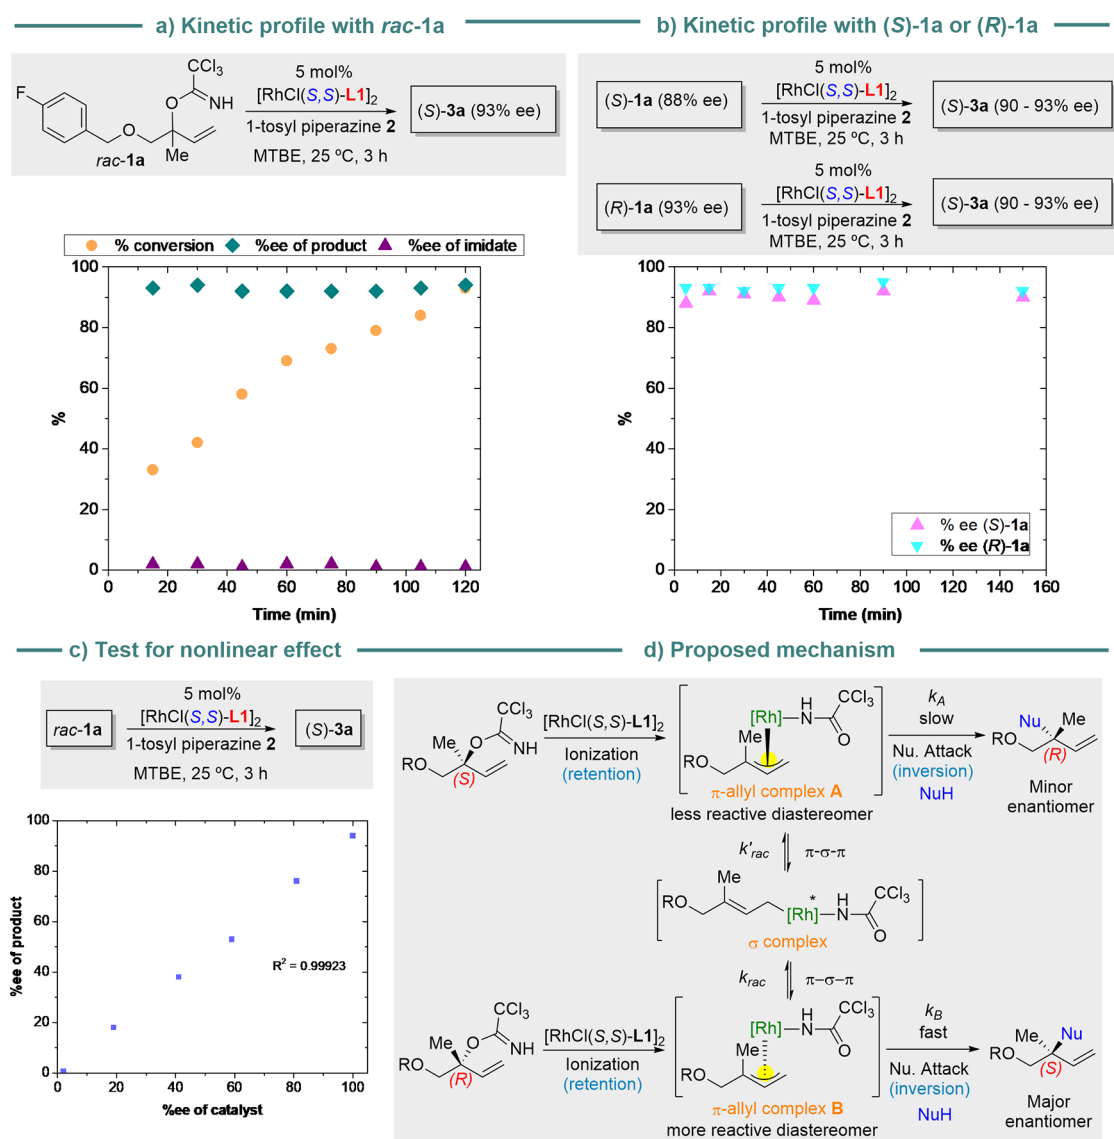 a) Kinetic profile with rac-1a
CCl3
F
O
NH
O
Me
rac-1a
5 mol%
[RhCl(S,S)-L1]2
1-tosyl piperazine 2
MTBE, 25 ºC, 3 h
(S)-3a (93% ee)
% conversion
%ee of product
%ee of imidate
100
80
60
40
20
0
%
0 20 40 60 80 100 120
Time (min)
b) Kinetic profile with (S)-1a or (R)-1a
(S)-1a (88% ee)
5 mol%
[RhCl(S,S)-L1]2
1-tosyl piperazine 2
MTBE, 25 ºC, 3 h
(S)-3a (90 - 93% ee)
(R)-1a (93% ee)
5 mol%
[RhCl(S,S)-L1]2
1-tosyl piperazine 2
MTBE, 25 ºC, 3 h
(S)-3a (90 - 93% ee)
100
80
60
40
20
0
%
% ee (S)-1a
% ee (R)-1a
0 20 40 60 80 100 120 140 160
Time (min)
c) Test for nonlinear effect
rac-1a
5 mol%
[RhCl(S,S)-L1]2
1-tosyl piperazine 2
MTBE, 25 ºC, 3 h
(S)-3a
100
80
60
40
20
0
%ee of product
R2 = 0.99923
0 20 40 60 80 100
%ee of catalyst
d) Proposed mechanism
CCl3
Me
O
NH
RO
(S)
[RhCl(S,S)-L1]2
Ionization
(retention)
[Rh]
NH
CCl3
O
Me
RO
π-allyl complex A
less reactive diastereomer
kA
slow
Nu. Attack
(inversion)
NuH
Nu
Me
RO
(R)
Minor
enantiomer
k'rac
π-σ-π
Me
RO
[Rh]
*
NH
CCl3
O
σ complex
krac
π–σ–π
CCl3
Me
O
NH
RO
(R)
[RhCl(S,S)-L1]2
Ionization
(retention)
[Rh]
NH
CCl3
O
Me
RO
π-allyl complex B
more reactive diastereomer
kB
fast
Nu. Attack
(inversion)
NuH
Me
Nu
RO
(S)
Major
enantiomer